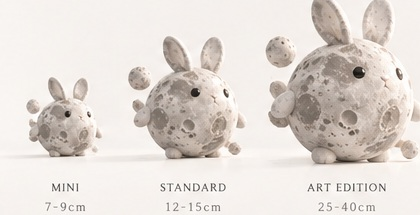 MINI
7-9cm
STANDARD
12-15cm
ART EDITION
25-40cm